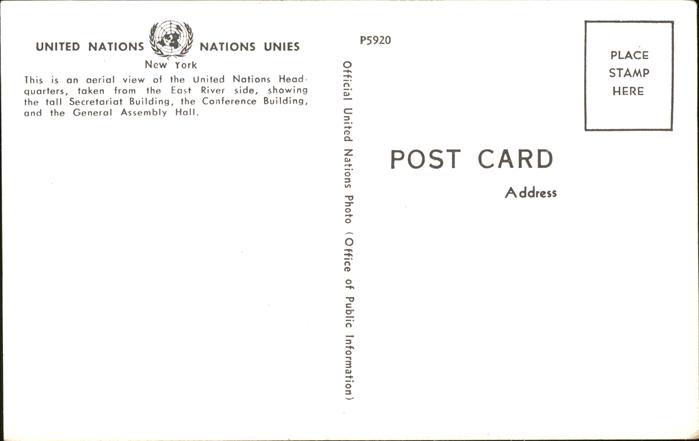 UNITED NATIONS NATIONS UNIES
New York
This is an aerial view of the United Nations Head-
quarters, taken from the East River side, showing
the tall Secretariat Building, the Conference Building,
and the General Assembly Hall.
Official United Nations Photo (Office of Public Information)
P5920
PLACE
STAMP
HERE
POST CARD
Address